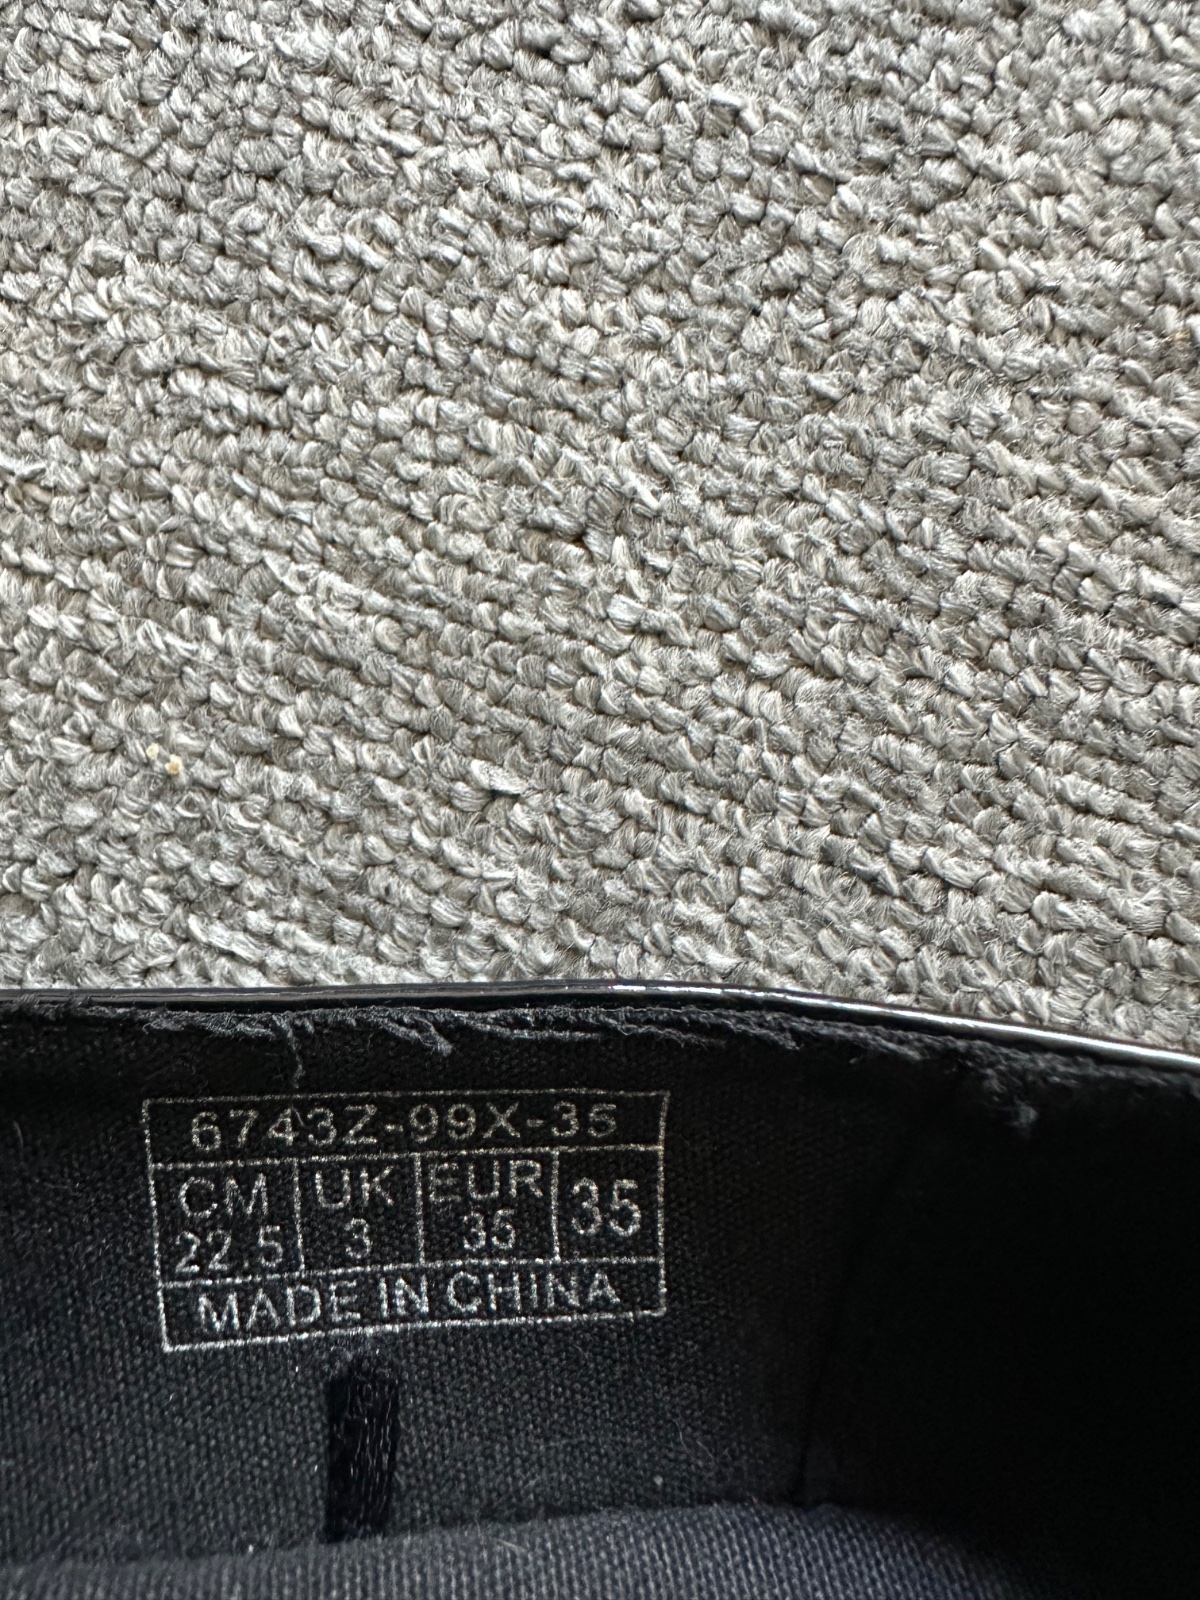 6743Z-99X-35
CM UK EUR 35
22.5 3 35
MADE IN CHINA